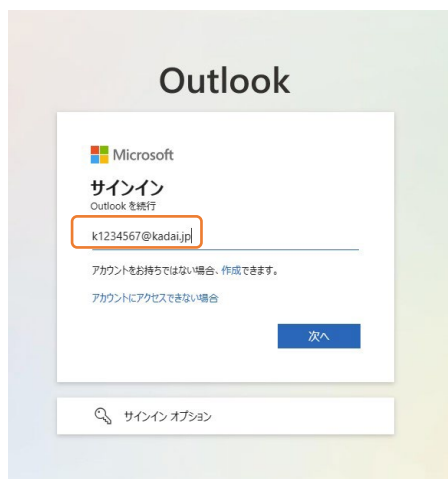 Outlook
Microsoft
サインイン
Outlook を続行
k1234567@kadai.jp
アカウントをお持ちではない場合、作成できます。
アカウントにアクセスできない場合
次へ
サインイン オプション